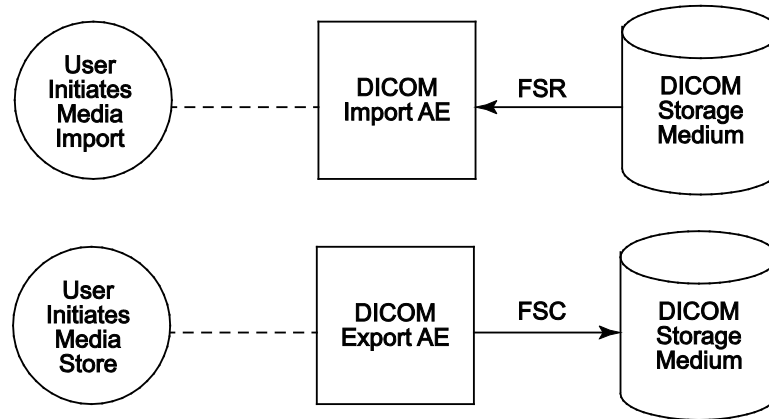 User
Initiates
Media
Import
DICOM
Import AE
FSR
DICOM
Storage
Medium
User
Initiates
Media
Store
DICOM
Export AE
FSC
DICOM
Storage
Medium